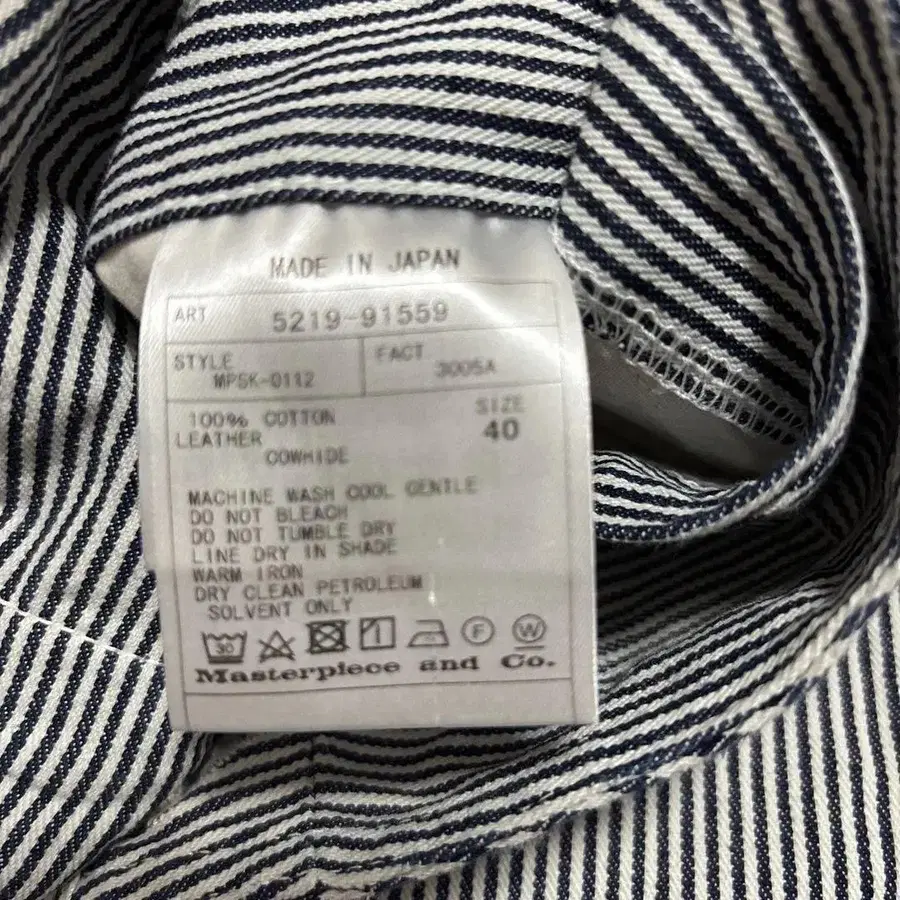 MADE IN JAPAN
ART 5219-91559
STYLE MPSK-0112 FACT 3005A
100% COTTON SIZE
LEATHER 40
COWHIDE
MACHINE WASH COOL GENTLE
DO NOT BLEACH
DO NOT TUMBLE DRY
LINE DRY IN SHADE
WARM IRON
DRY CLEAN PETROLEUM
SOLVENT ONLY
30 F W
Masterpiece and Co.